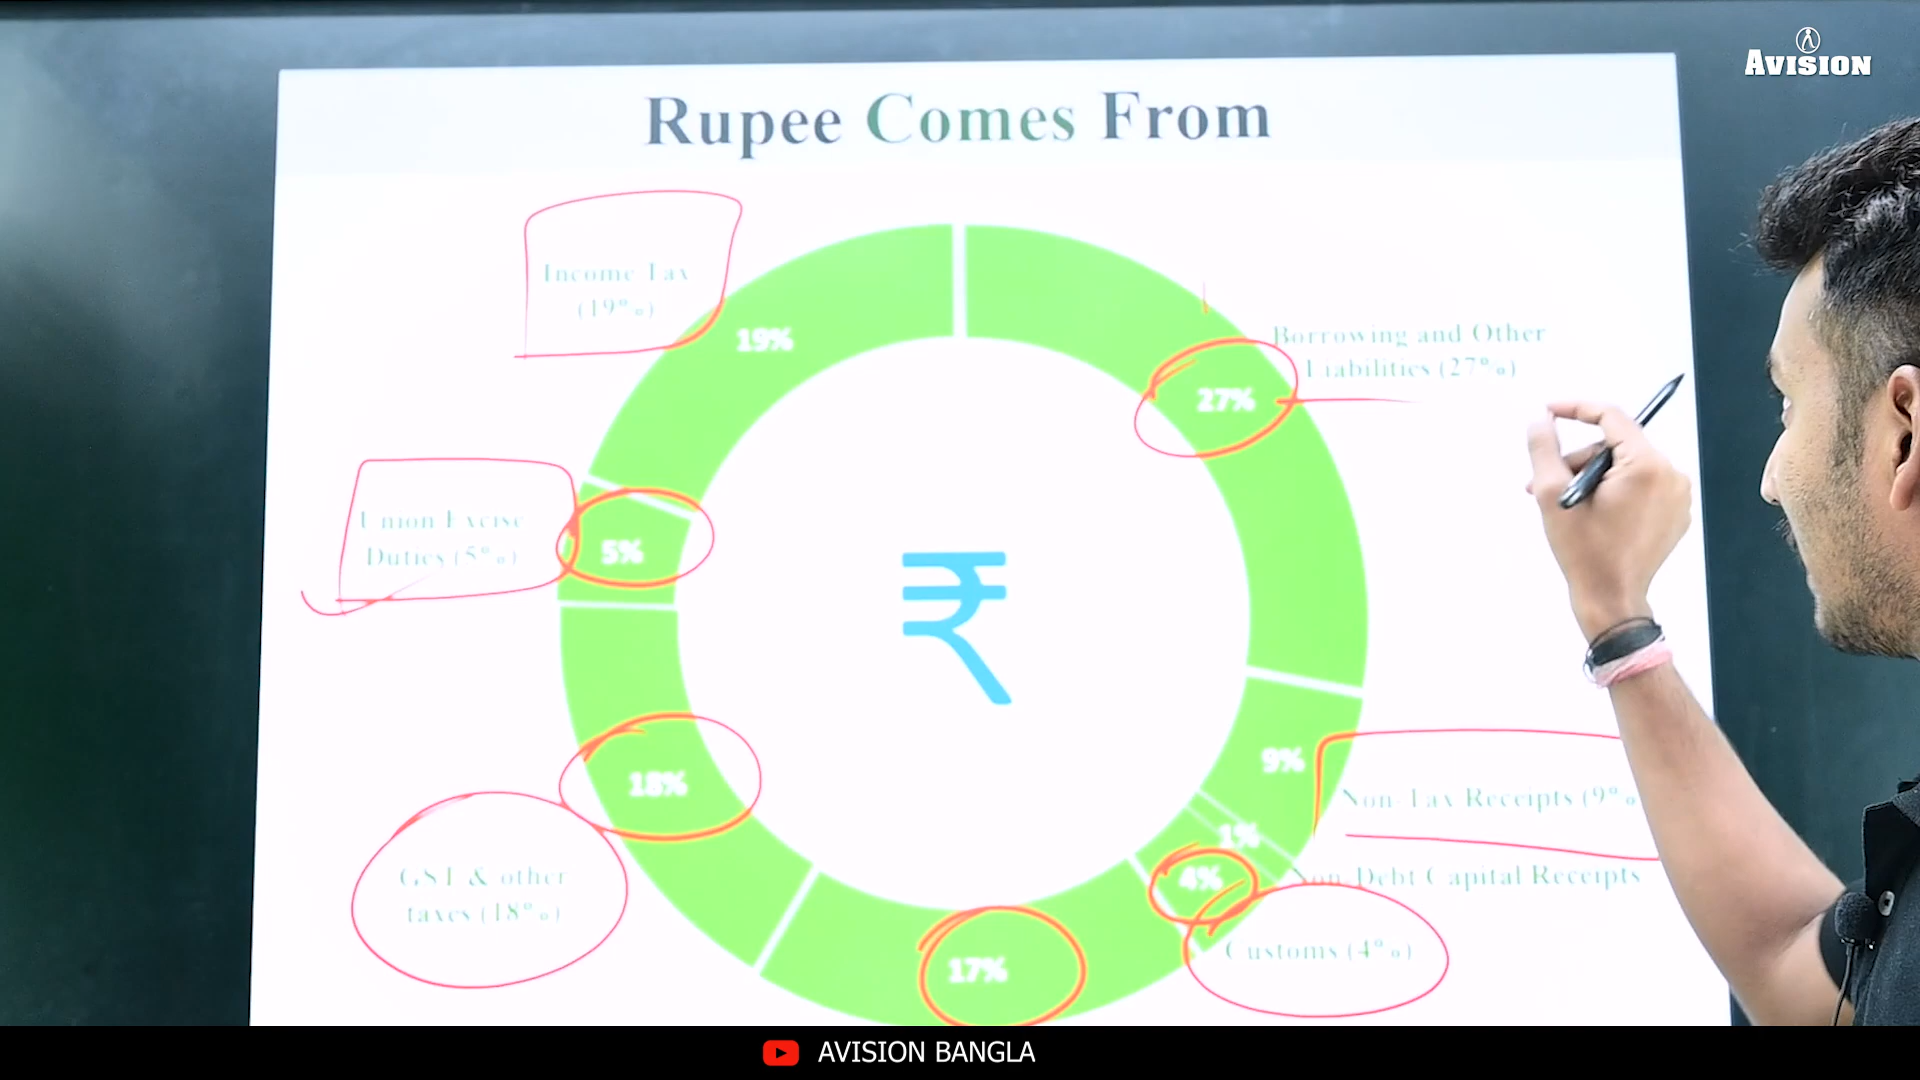 AVISION
Rupee Comes From
Income Tax
(19%)
19%
Borrowing and Other
Liabilities (27%)
27%
Union Excise
Duties (5%)
5%
₹
18%
9%
Non-Tax Receipts (9%
1%
4%
Non-Debt Capital Receipts
GST & other
taxes (18%)
Customs (4%)
17%
AVISION BANGLA